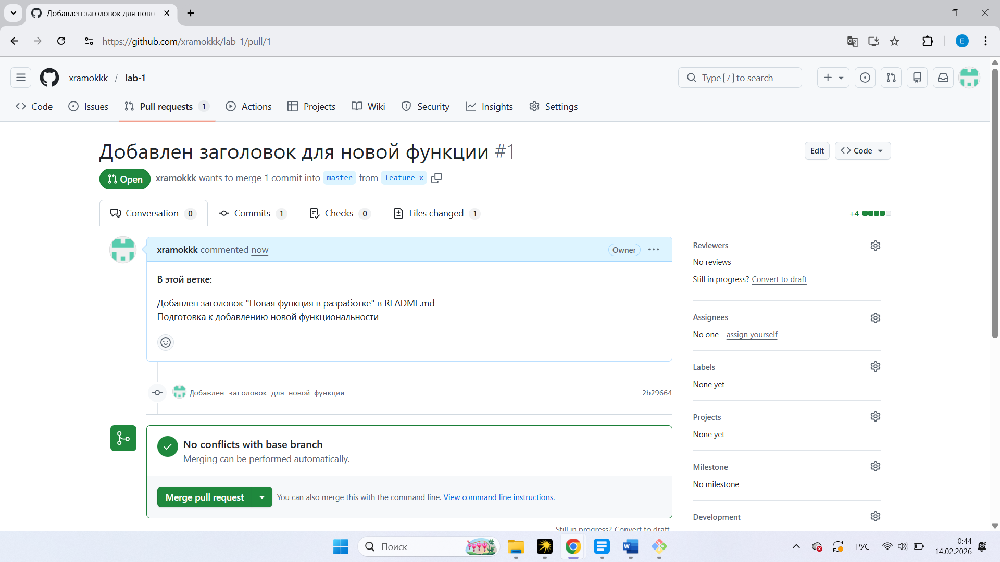 Добавлен заголовок для ново
https://github.com/xramokkk/lab-1/pull/1
E
xramokkk / lab-1
Type / to search
Code
Issues
Pull requests 1
Actions
Projects
Wiki
Security
Insights
Settings
Добавлен заголовок для новой функции #1
Edit
Code
Open
xramokkk wants to merge 1 commit into master from feature-x
Conversation 0
Commits 1
Checks 0
Files changed 1
+4
xramokkk commented now
Owner
В этой ветке:
Добавлен заголовок "Новая функция в разработке" в README.md
Подготовка к добавлению новой функциональности
Добавлен заголовок для новой функции
2b29664
No conflicts with base branch
Merging can be performed automatically.
Merge pull request
You can also merge this with the command line. View command line instructions.
Still in progress? Convert to draft
Reviewers
No reviews
Still in progress? Convert to draft
Assignees
No one—assign yourself
Labels
None yet
Projects
None yet
Milestone
No milestone
Development
Поиск
W
РУС
0:44
14.02.2026